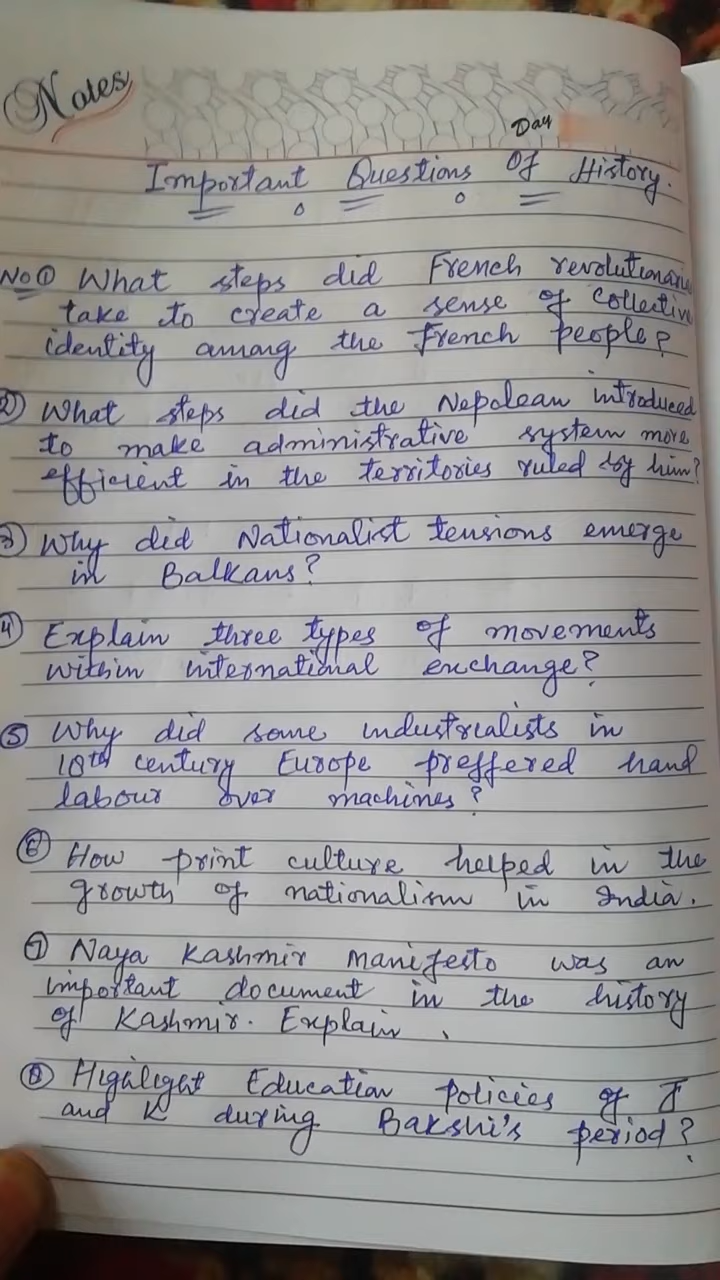 Notes
Day
Important Questions Of History.
No ① What steps did French revolutionary
take to create a sense of collective
identity among the French people?
② What steps did the Nepolean introduced
to make administrative system more
efficient in the territories ruled by him?
③ Why did Nationalist tensions emerge
in Balkans?
④ Explain three types of movements
within international exchange?
⑤ Why did some industrialists in
18th century Europe preffered hand
labour over machines?
⑥ How print culture helped in the
growth of nationalism in India.
⑦ Naya Kashmir Manifesto was an
important document in the history
of Kashmir. Explain.
⑧ Highlight Education policies of J
and K during Bakshi's period?